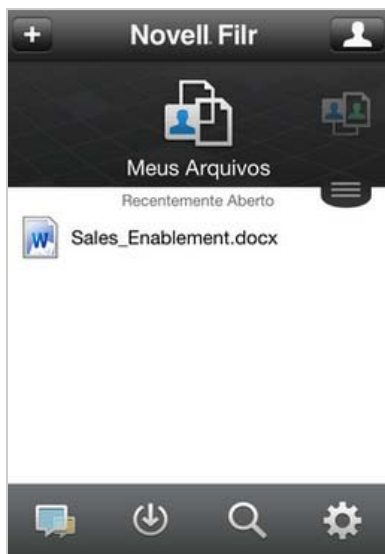 Novell Filr
Meus Arquivos
Recentemente Aberto
Sales_Enablement.docx